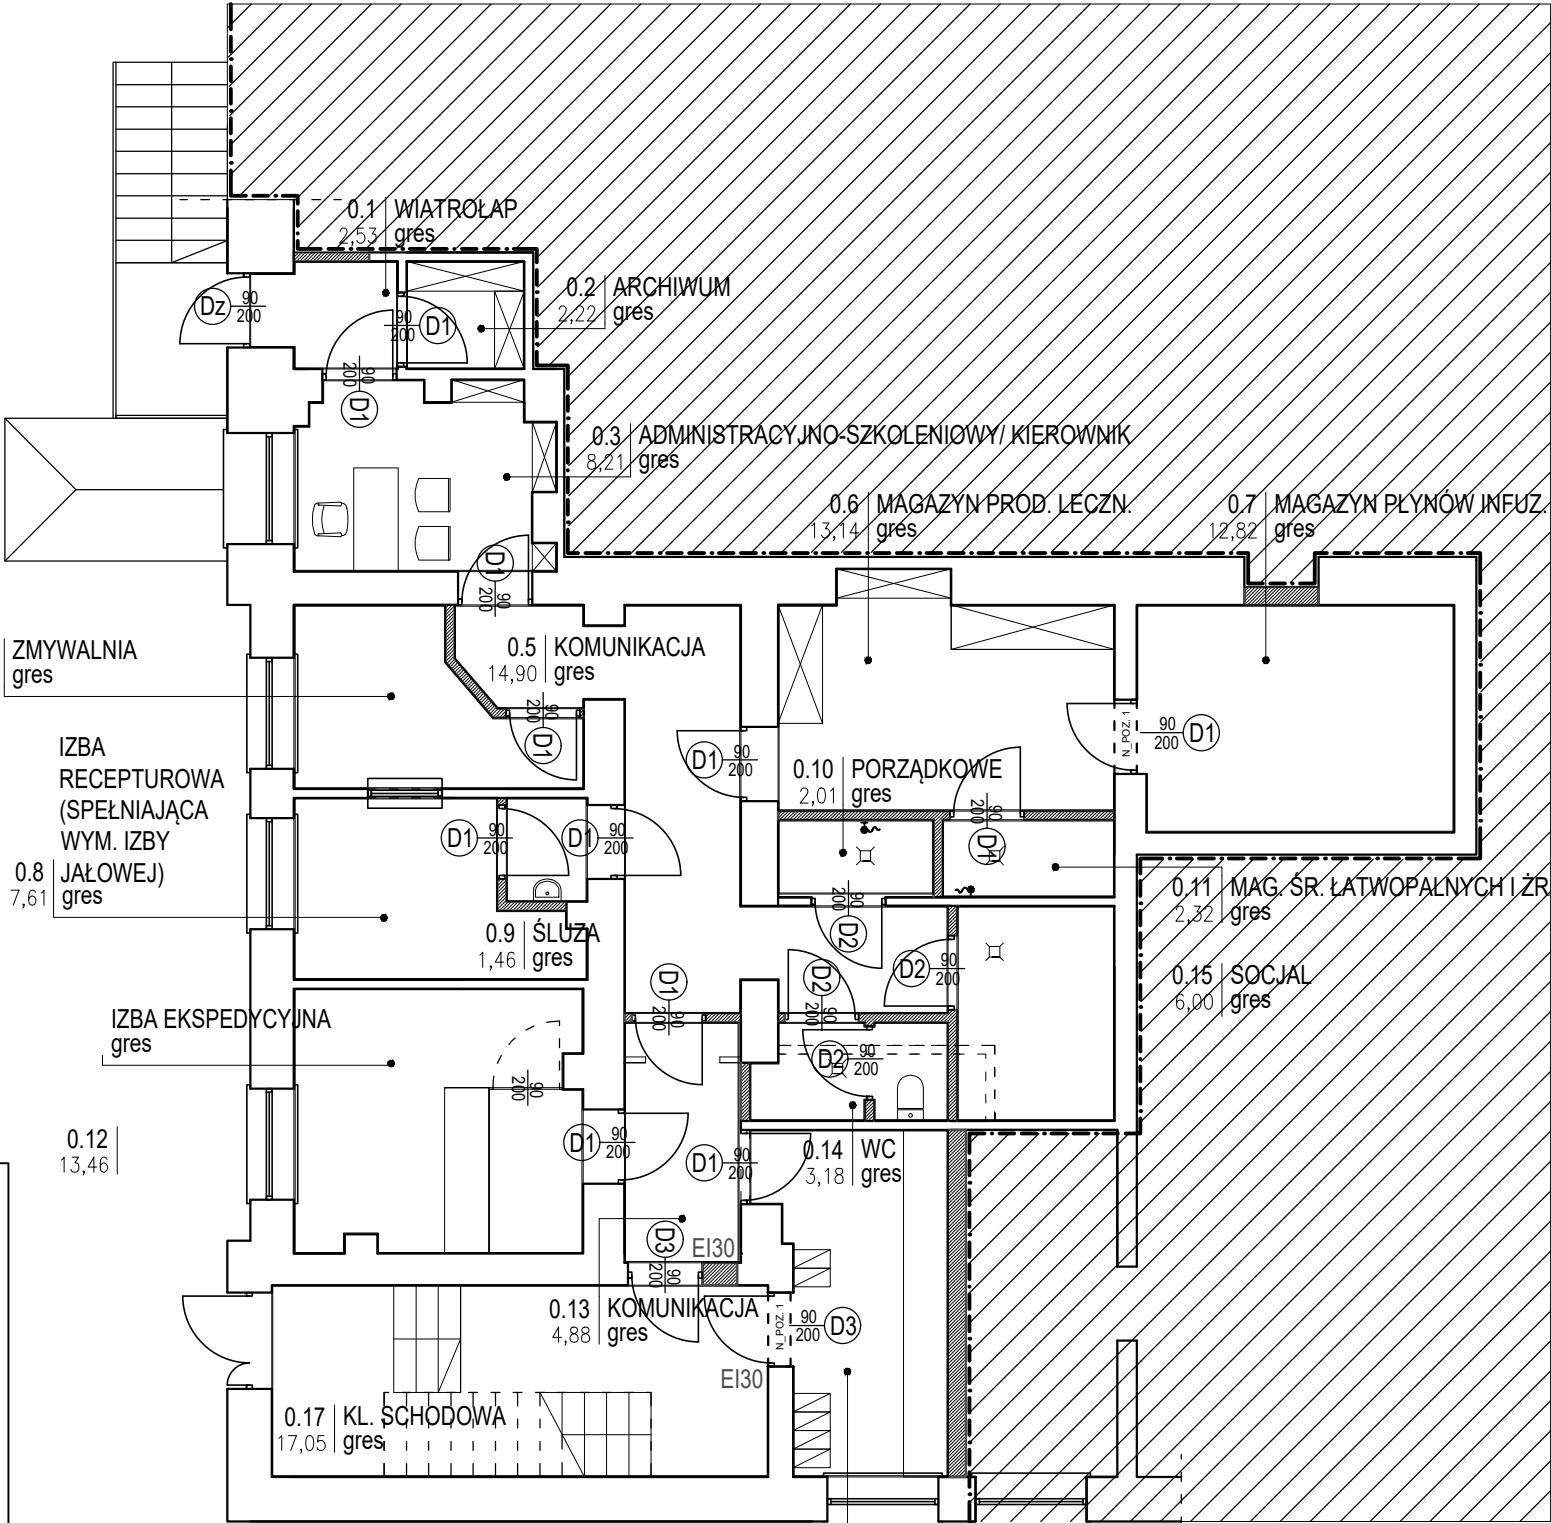 0.1 WIATROŁAP
2,53 gres
0.2 ARCHIWUM
2,22 gres
Dz 90
200
90
200 D1
90
200 D1
0.3 ADMINISTRACYJNO-SZKOLENIOWY/ KIEROWNIK
8,21 gres
0.6 MAGAZYN PROD. LECZN.
13,14 gres
0.7 MAGAZYN PŁYNÓW INFUZ.
12,82 gres
D1 90
200
ZMYWALNIA
gres
0.5 KOMUNIKACJA
14,90 gres
90
200 D1
D1 90
200
N_POZ. 1
90
200 D1
IZBA
RECEPTUROWA
(SPEŁNIAJĄCA
WYM. IZBY
0.8 JAŁOWEJ)
7,61 gres
0.10 PORZĄDKOWE
2,01 gres
90
200 D1
D1 90
200
D1 90
200
0.11 MAG. ŚR. ŁATWOPALNYCH I ŻR
2,32 gres
0.9 ŚLUZA
1,46 gres
90
200 D2
D2 90
200
D2 90
200
D1 90
200
0.15 SOCJAL
6,00 gres
IZBA EKSPEDYCYJNA
gres
D2 90
200
90
200
0.12
13,46
D1 90
200
D1 90
200
0.14 WC
3,18 gres
D3 90
200
EI30
0.13 KOMUNIKACJA
4,88 gres
N_POZ. 1
90
200 D3
EI30
0.17 KL. SCHODOWA
17,05 gres